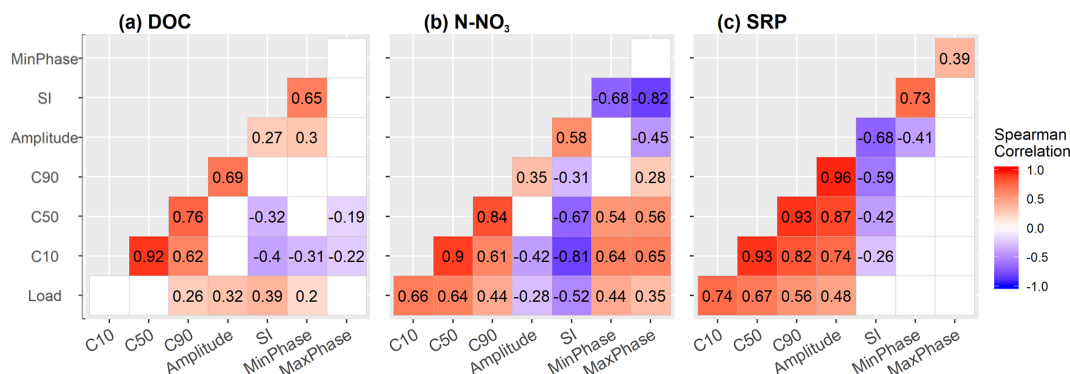 (a) DOC
(b) N-NO₃
(c) SRP
MinPhase
0.39
SI
0.65
-0.68 -0.82
0.73
Amplitude
0.27 0.3
0.58 -0.45
-0.68 -0.41
C90
0.69
0.35 -0.31 0.28
0.96 -0.59
C50
0.76 -0.32 -0.19
0.84 -0.67 0.54 0.56
0.93 0.87 -0.42
C10
0.92 0.62 -0.4 -0.31 -0.22
0.9 0.61 -0.42 -0.81 0.64 0.65
0.93 0.82 0.74 -0.26
Load
0.26 0.32 0.39 0.2
0.66 0.64 0.44 -0.28 -0.52 0.44 0.35
0.74 0.67 0.56 0.48
C10 C50 C90 Amplitude SI MinPhase MaxPhase
C10 C50 C90 Amplitude SI MinPhase MaxPhase
C10 C50 C90 Amplitude SI MinPhase MaxPhase
Spearman
Correlation
1.0
0.5
0.0
-0.5
-1.0